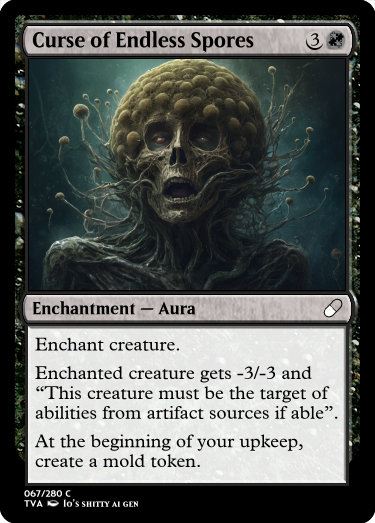 Curse of Endless Spores 3
Enchantment — Aura
Enchant creature.
Enchanted creature gets -3/-3 and
“This creature must be the target of
abilities from artifact sources if able”.
At the beginning of your upkeep,
create a mold token.
067/280 C
TVA Io's SHITTY AI GEN